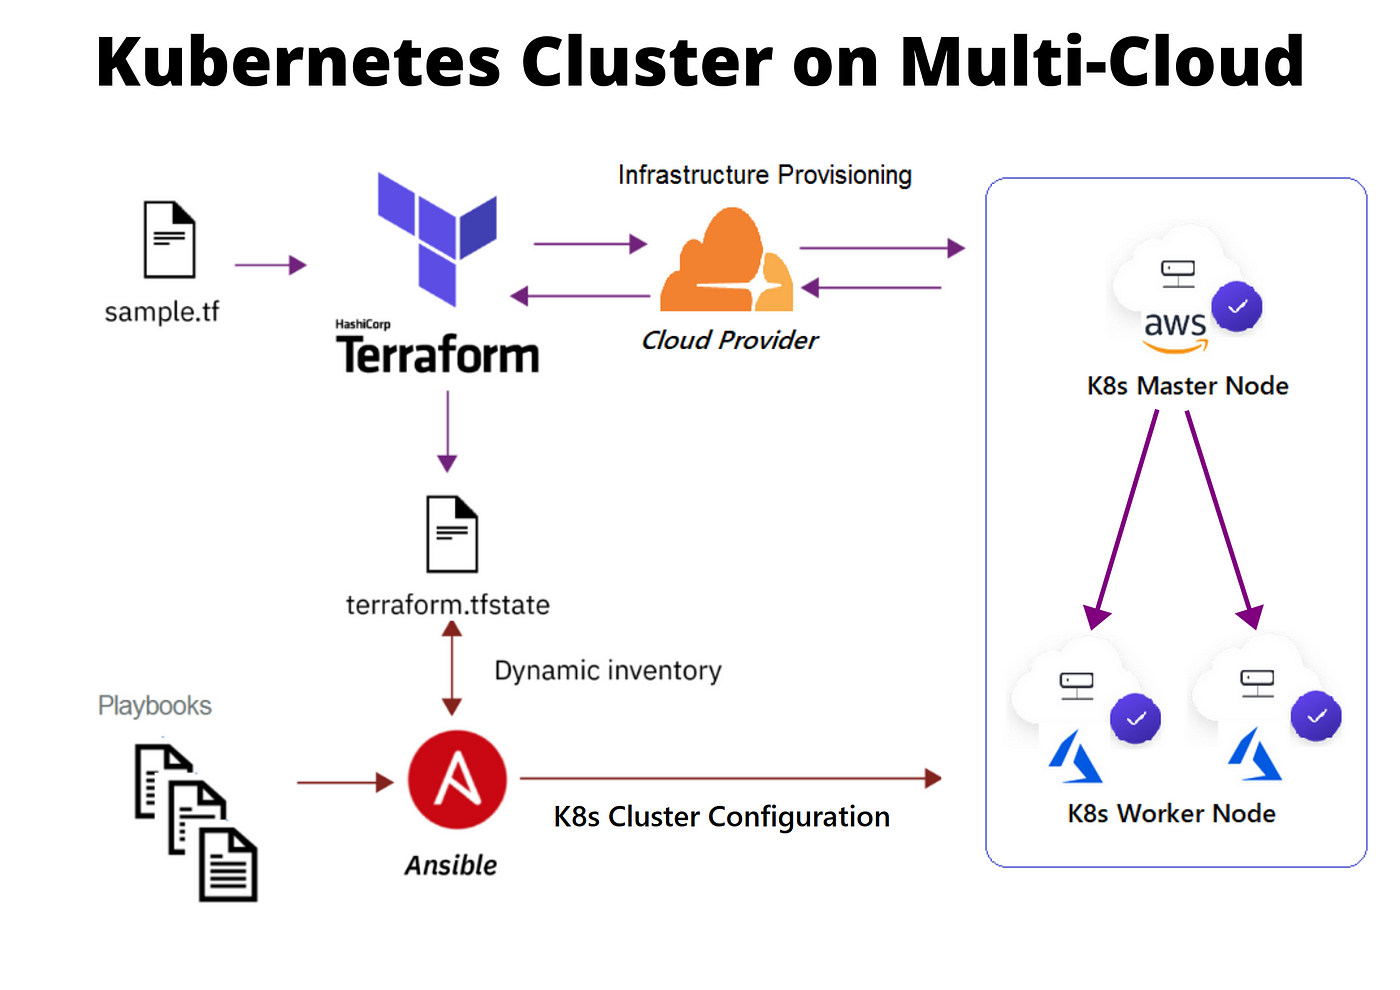 Kubernetes Cluster on Multi-Cloud
Infrastructure Provisioning
sample.tf
HashiCorp
Terraform
Cloud Provider
aws
K8s Master Node
terraform.tfstate
Dynamic inventory
Playbooks
K8s Cluster Configuration
Ansible
K8s Worker Node